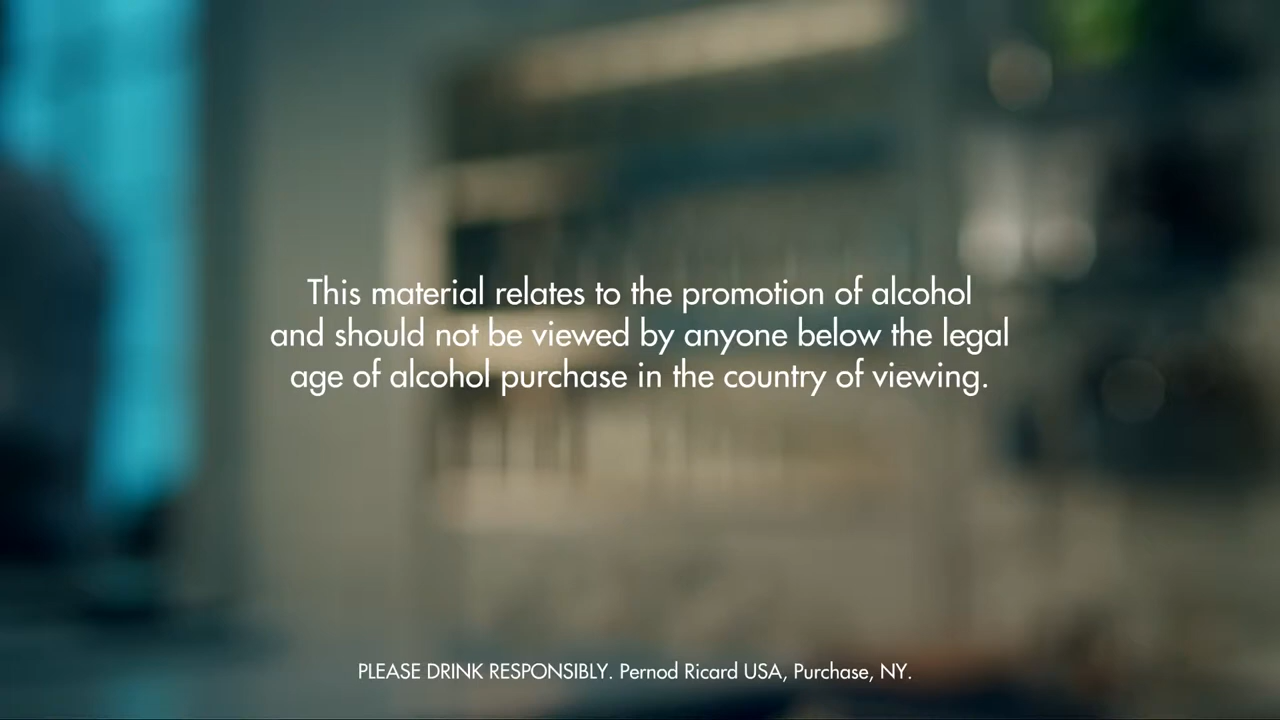 This material relates to the promotion of alcohol
and should not be viewed by anyone below the legal
age of alcohol purchase in the country of viewing.
PLEASE DRINK RESPONSIBLY. Pernod Ricard USA, Purchase, NY.